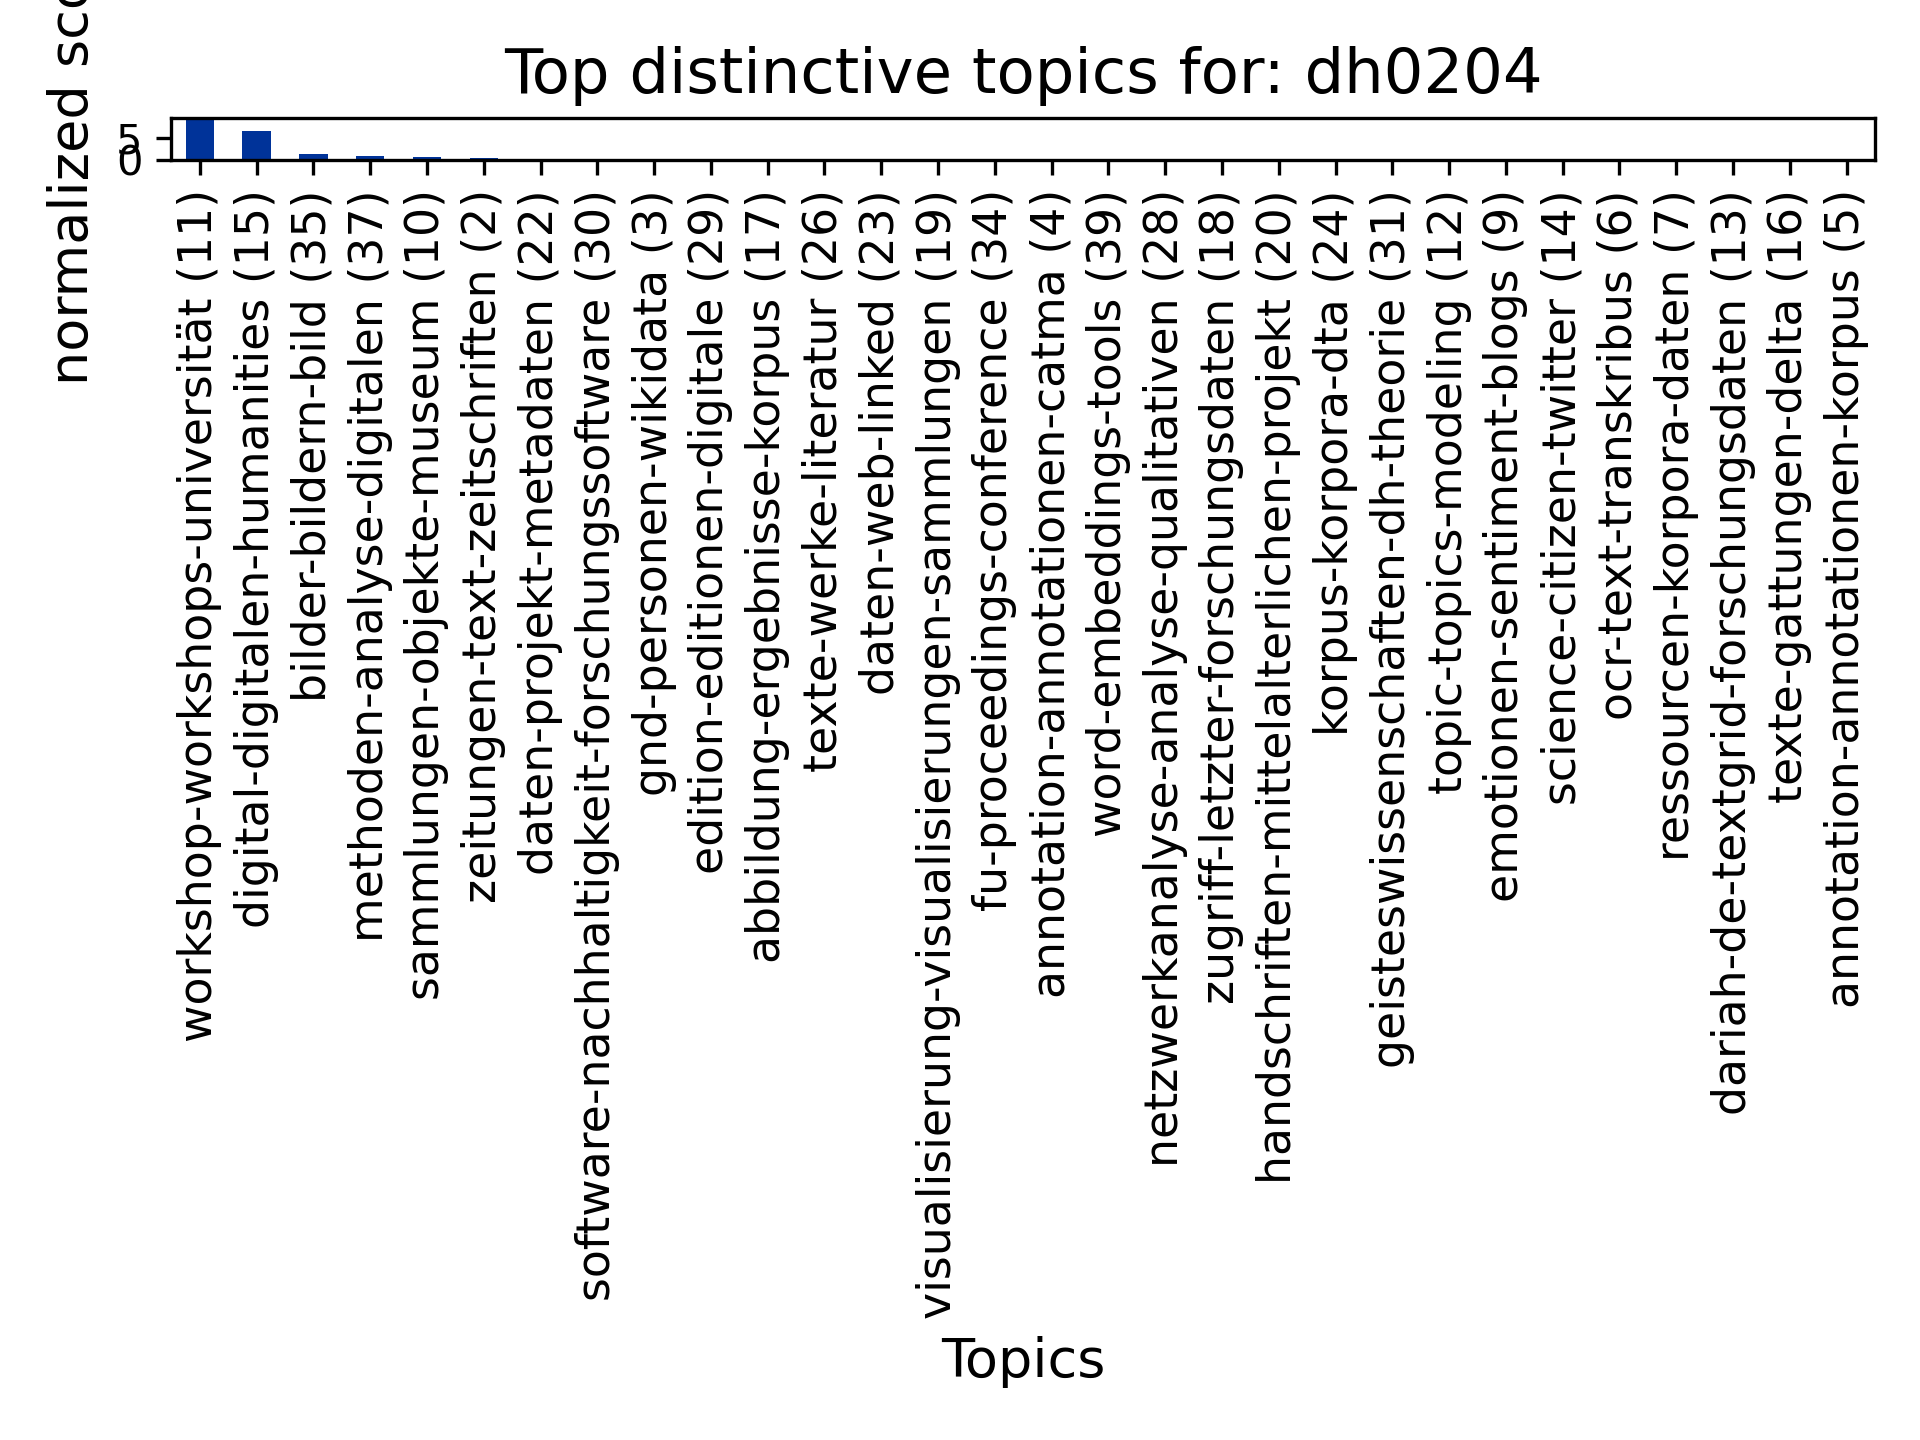 Top distinctive topics for: dh0204
normalized
5
0
workshop-workshops-universität (11)
digital-digitalen-humanities (15)
bilder-bildern-bild (35)
methoden-analyse-digitalen (37)
sammlungen-objekte-museum (10)
zeitungen-text-zeitschriften (2)
daten-projekt-metadaten (22)
software-nachhaltigkeit-forschungssoftware (30)
gnd-personen-wikidata (3)
edition-editionen-digitale (29)
abbildung-ergebnisse-korpus (17)
texte-werke-literatur (26)
daten-web-linked (23)
visualisierung-visualisierungen-sammlungen (19)
fu-proceedings-conference (34)
annotation-annotationen-catma (4)
word-embeddings-tools (39)
netzwerkanalyse-analyse-qualitativen (28)
zugriff-letzter-forschungsdaten (18)
handschriften-mittelalterlichen-projekt (20)
korpus-korpora-dta (24)
geisteswissenschaften-dh-theorie (31)
topic-topics-modeling (12)
emotionen-sentiment-blogs (9)
science-citizen-twitter (14)
ocr-text-transkribus (6)
ressourcen-korpora-daten (7)
dariah-de-textgrid-forschungsdaten (13)
texte-gattungen-delta (16)
annotation-annotationen-korpus (5)
Topics